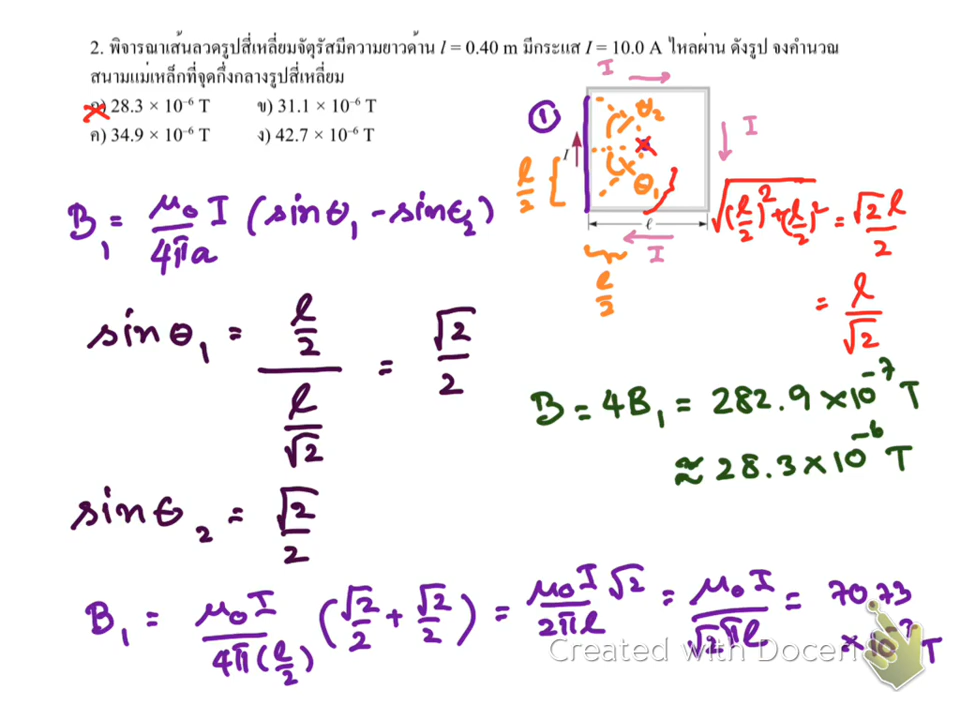 2. พิจารณาเส้นลวดรูปสี่เหลี่ยมจัตุรัสมีความยาวด้าน l = 0.40 m มีกระแส I = 10.0 A ไหลผ่าน ดังรูป จงคำนวณ
สนามแม่เหล็กที่จุดกึ่งกลางรูปสี่เหลี่ยม
ก) 28.3 × 10⁻⁶ T ข) 31.1 × 10⁻⁶ T
ค) 34.9 × 10⁻⁶ T ง) 42.7 × 10⁻⁶ T
I
①
θ₂
I
I
l/2
θ₁
ℓ
I
l/2
√((l/2)² + (l/2)²) = √2 l/2
= l/√2
B₁ = μ₀I/4πa (sinθ₁ - sinθ₂)
sinθ₁ = (l/2)/(l/√2) = √2/2
B = 4B₁ = 282.9 × 10⁻⁷ T
≈ 28.3 × 10⁻⁶ T
sinθ₂ = √2/2
B₁ = μ₀I/4π(l/2) (√2/2 + √2/2) = μ₀I√2/2πl = μ₀I/√2πl = 70.73 × 10⁻⁷ T
Created with Docen